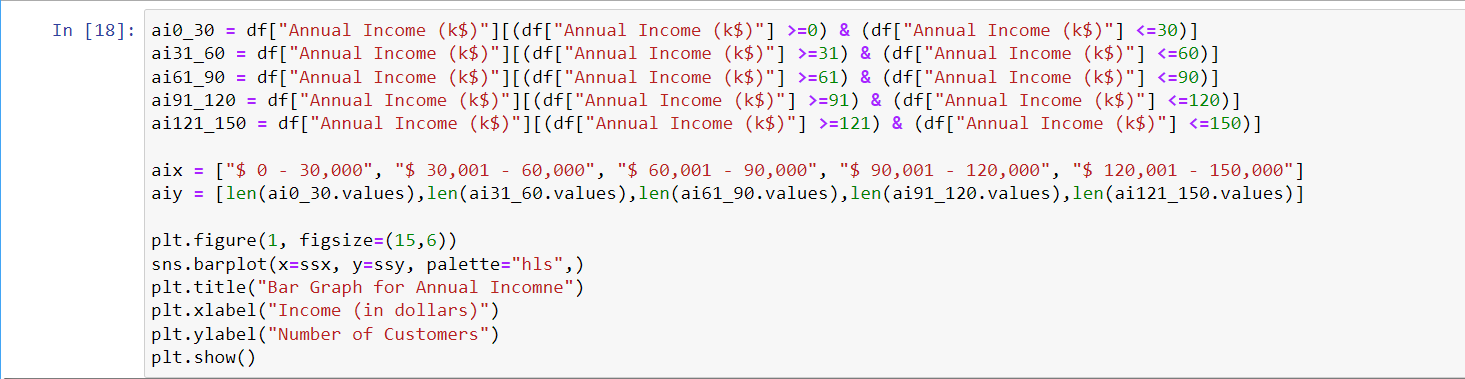 In [18]: ai0_30 = df["Annual Income (k$)"][(df["Annual Income (k$)"] >=0) & (df["Annual Income (k$)"] <=30)]
ai31_60 = df["Annual Income (k$)"][(df["Annual Income (k$)"] >=31) & (df["Annual Income (k$)"] <=60)]
ai61_90 = df["Annual Income (k$)"][(df["Annual Income (k$)"] >=61) & (df["Annual Income (k$)"] <=90)]
ai91_120 = df["Annual Income (k$)"][(df["Annual Income (k$)"] >=91) & (df["Annual Income (k$)"] <=120)]
ai121_150 = df["Annual Income (k$)"][(df["Annual Income (k$)"] >=121) & (df["Annual Income (k$)"] <=150)]

aix = ["$ 0 - 30,000", "$ 30,001 - 60,000", "$ 60,001 - 90,000", "$ 90,001 - 120,000", "$ 120,001 - 150,000"]
aiy = [len(ai0_30.values),len(ai31_60.values),len(ai61_90.values),len(ai91_120.values),len(ai121_150.values)]

plt.figure(1, figsize=(15,6))
sns.barplot(x=ssx, y=ssy, palette="hls",)
plt.title("Bar Graph for Annual Incomne")
plt.xlabel("Income (in dollars)")
plt.ylabel("Number of Customers")
plt.show()